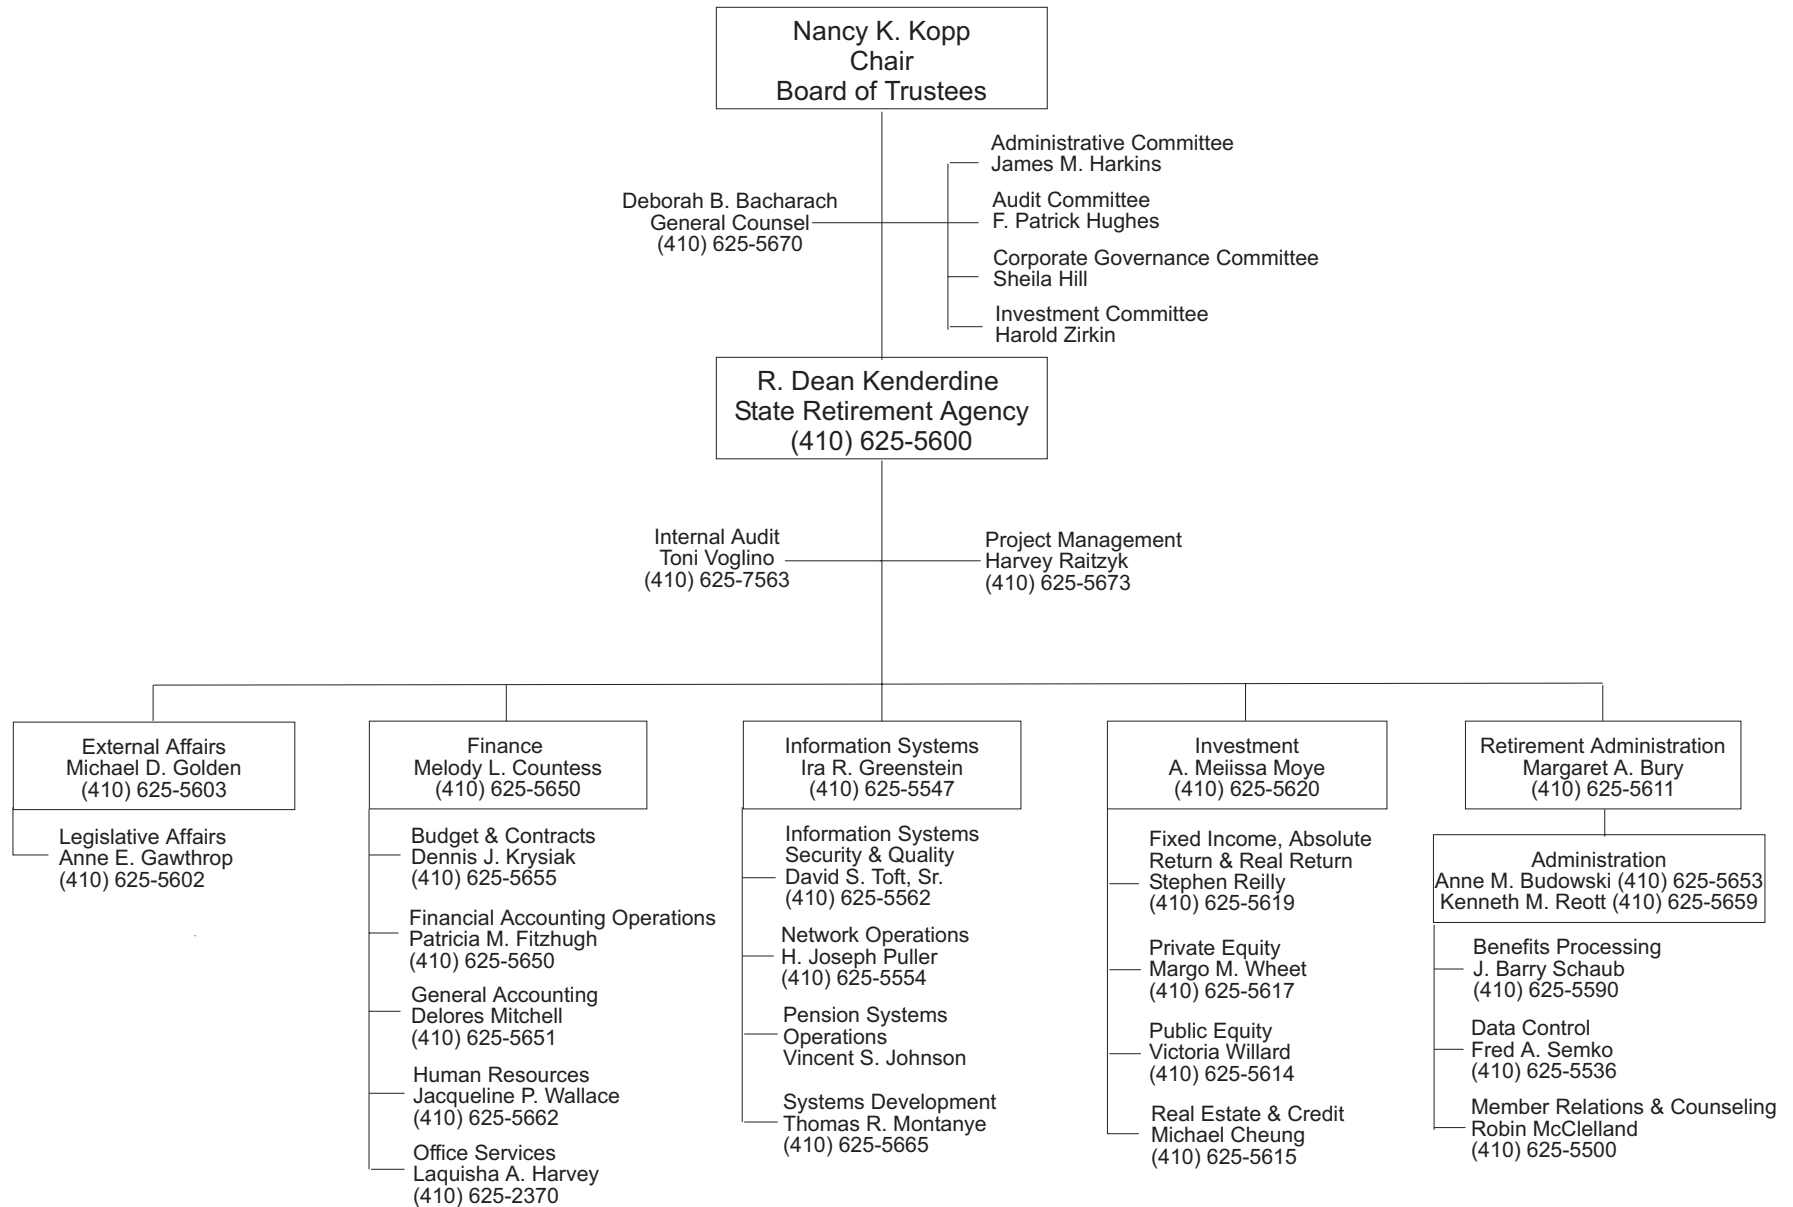 Nancy K. Kopp
Chair
Board of Trustees
Administrative Committee
James M. Harkins
Deborah B. Bacharach
General Counsel
(410) 625-5670
Audit Committee
F. Patrick Hughes
Corporate Governance Committee
Sheila Hill
Investment Committee
Harold Zirkin
R. Dean Kenderdine
State Retirement Agency
(410) 625-5600
Internal Audit
Toni Voglino
(410) 625-7563
Project Management
Harvey Raitzyk
(410) 625-5673
External Affairs
Michael D. Golden
(410) 625-5603
Legislative Affairs
Anne E. Gawthrop
(410) 625-5602
Finance
Melody L. Countess
(410) 625-5650
Budget & Contracts
Dennis J. Krysiak
(410) 625-5655
Financial Accounting Operations
Patricia M. Fitzhugh
(410) 625-5650
General Accounting
Delores Mitchell
(410) 625-5651
Human Resources
Jacqueline P. Wallace
(410) 625-5662
Office Services
Laquisha A. Harvey
(410) 625-2370
Information Systems
Ira R. Greenstein
(410) 625-5547
Information Systems
Security & Quality
David S. Toft, Sr.
(410) 625-5562
Network Operations
H. Joseph Puller
(410) 625-5554
Pension Systems
Operations
Vincent S. Johnson
Systems Development
Thomas R. Montanye
(410) 625-5665
Investment
A. Meiissa Moye
(410) 625-5620
Fixed Income, Absolute
Return & Real Return
Stephen Reilly
(410) 625-5619
Private Equity
Margo M. Wheet
(410) 625-5617
Public Equity
Victoria Willard
(410) 625-5614
Real Estate & Credit
Michael Cheung
(410) 625-5615
Retirement Administration
Margaret A. Bury
(410) 625-5611
Administration
Anne M. Budowski (410) 625-5653
Kenneth M. Reott (410) 625-5659
Benefits Processing
J. Barry Schaub
(410) 625-5590
Data Control
Fred A. Semko
(410) 625-5536
Member Relations & Counseling
Robin McClelland
(410) 625-5500